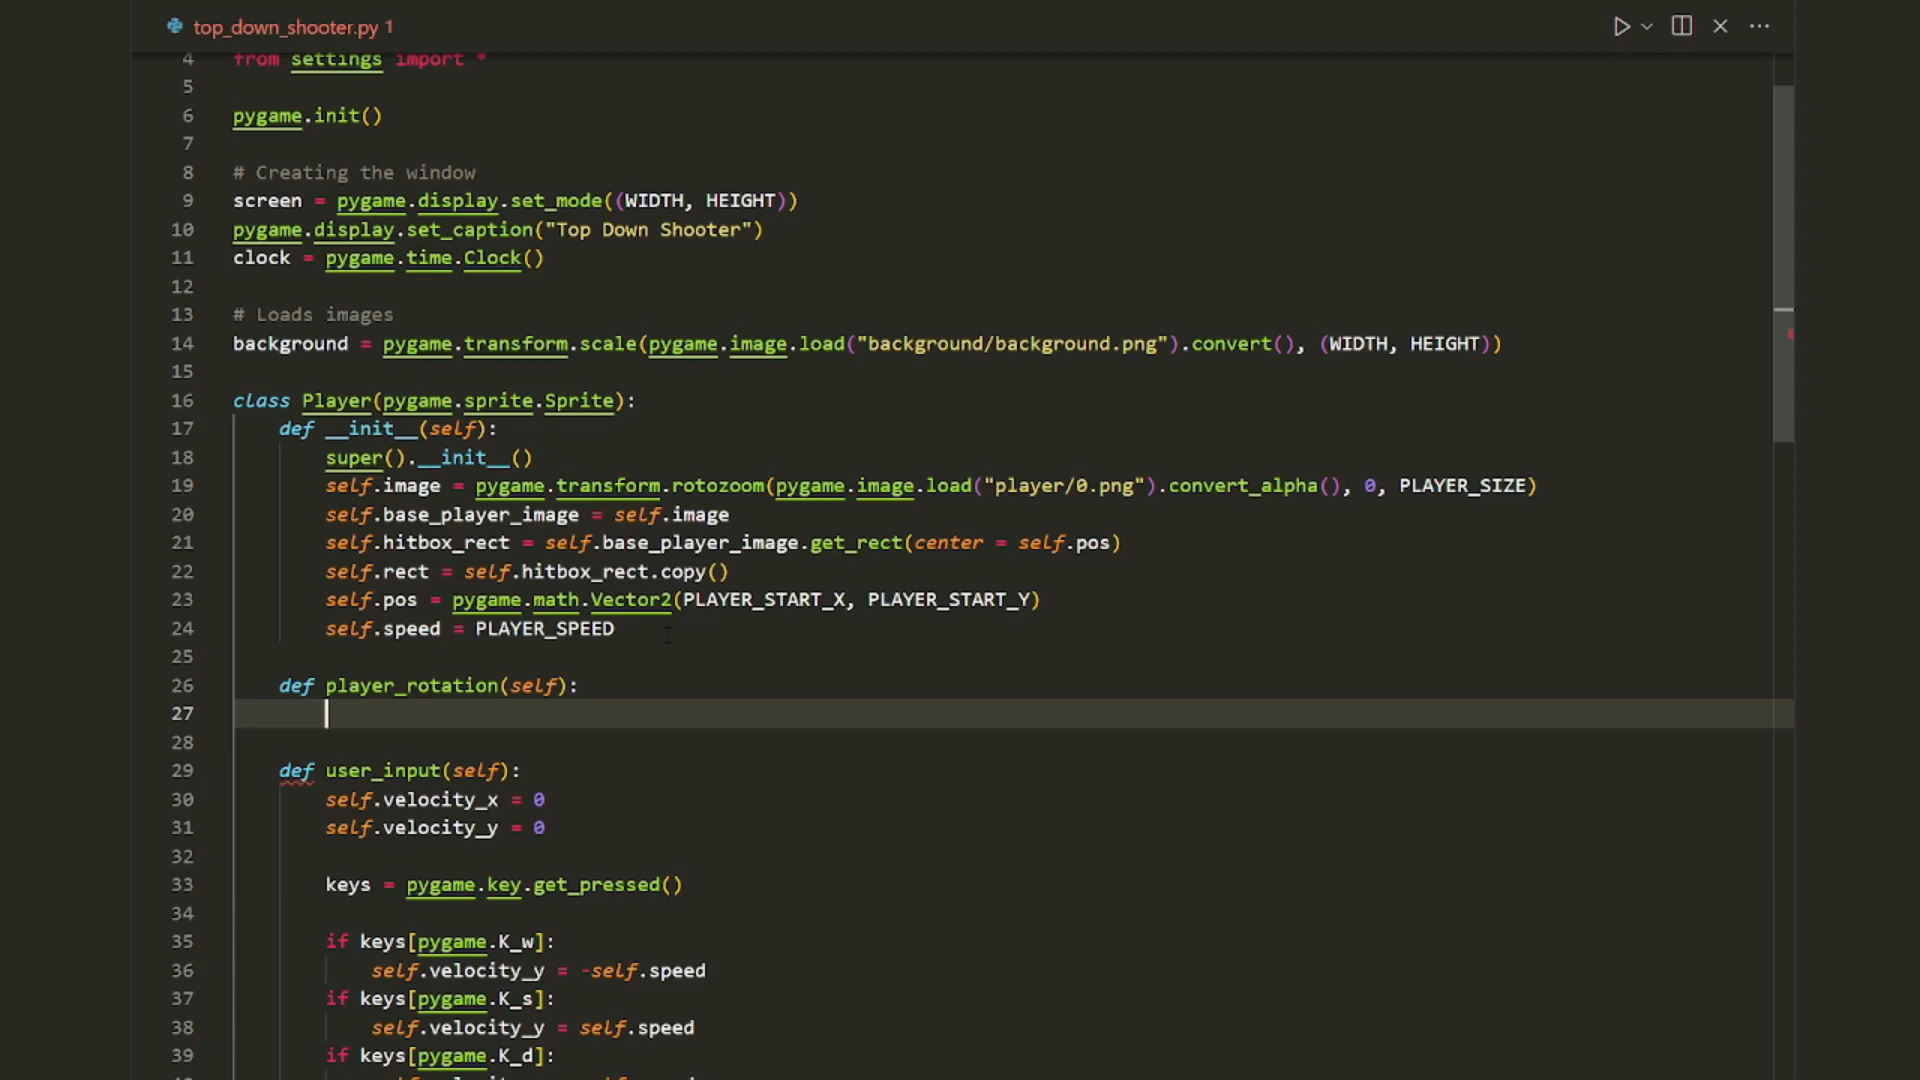 top_down_shooter.py 1
4 from settings import *
5
6 pygame.init()
7
8 # Creating the window
9 screen = pygame.display.set_mode((WIDTH, HEIGHT))
10 pygame.display.set_caption("Top Down Shooter")
11 clock = pygame.time.Clock()
12
13 # Loads images
14 background = pygame.transform.scale(pygame.image.load("background/background.png").convert(), (WIDTH, HEIGHT))
15
16 class Player(pygame.sprite.Sprite):
17     def __init__(self):
18         super().__init__()
19         self.image = pygame.transform.rotozoom(pygame.image.load("player/0.png").convert_alpha(), 0, PLAYER_SIZE)
20         self.base_player_image = self.image
21         self.hitbox_rect = self.base_player_image.get_rect(center = self.pos)
22         self.rect = self.hitbox_rect.copy()
23         self.pos = pygame.math.Vector2(PLAYER_START_X, PLAYER_START_Y)
24         self.speed = PLAYER_SPEED
25
26     def player_rotation(self):
27
28
29     def user_input(self):
30         self.velocity_x = 0
31         self.velocity_y = 0
32
33         keys = pygame.key.get_pressed()
34
35         if keys[pygame.K_w]:
36             self.velocity_y = -self.speed
37         if keys[pygame.K_s]:
38             self.velocity_y = self.speed
39         if keys[pygame.K_d]: